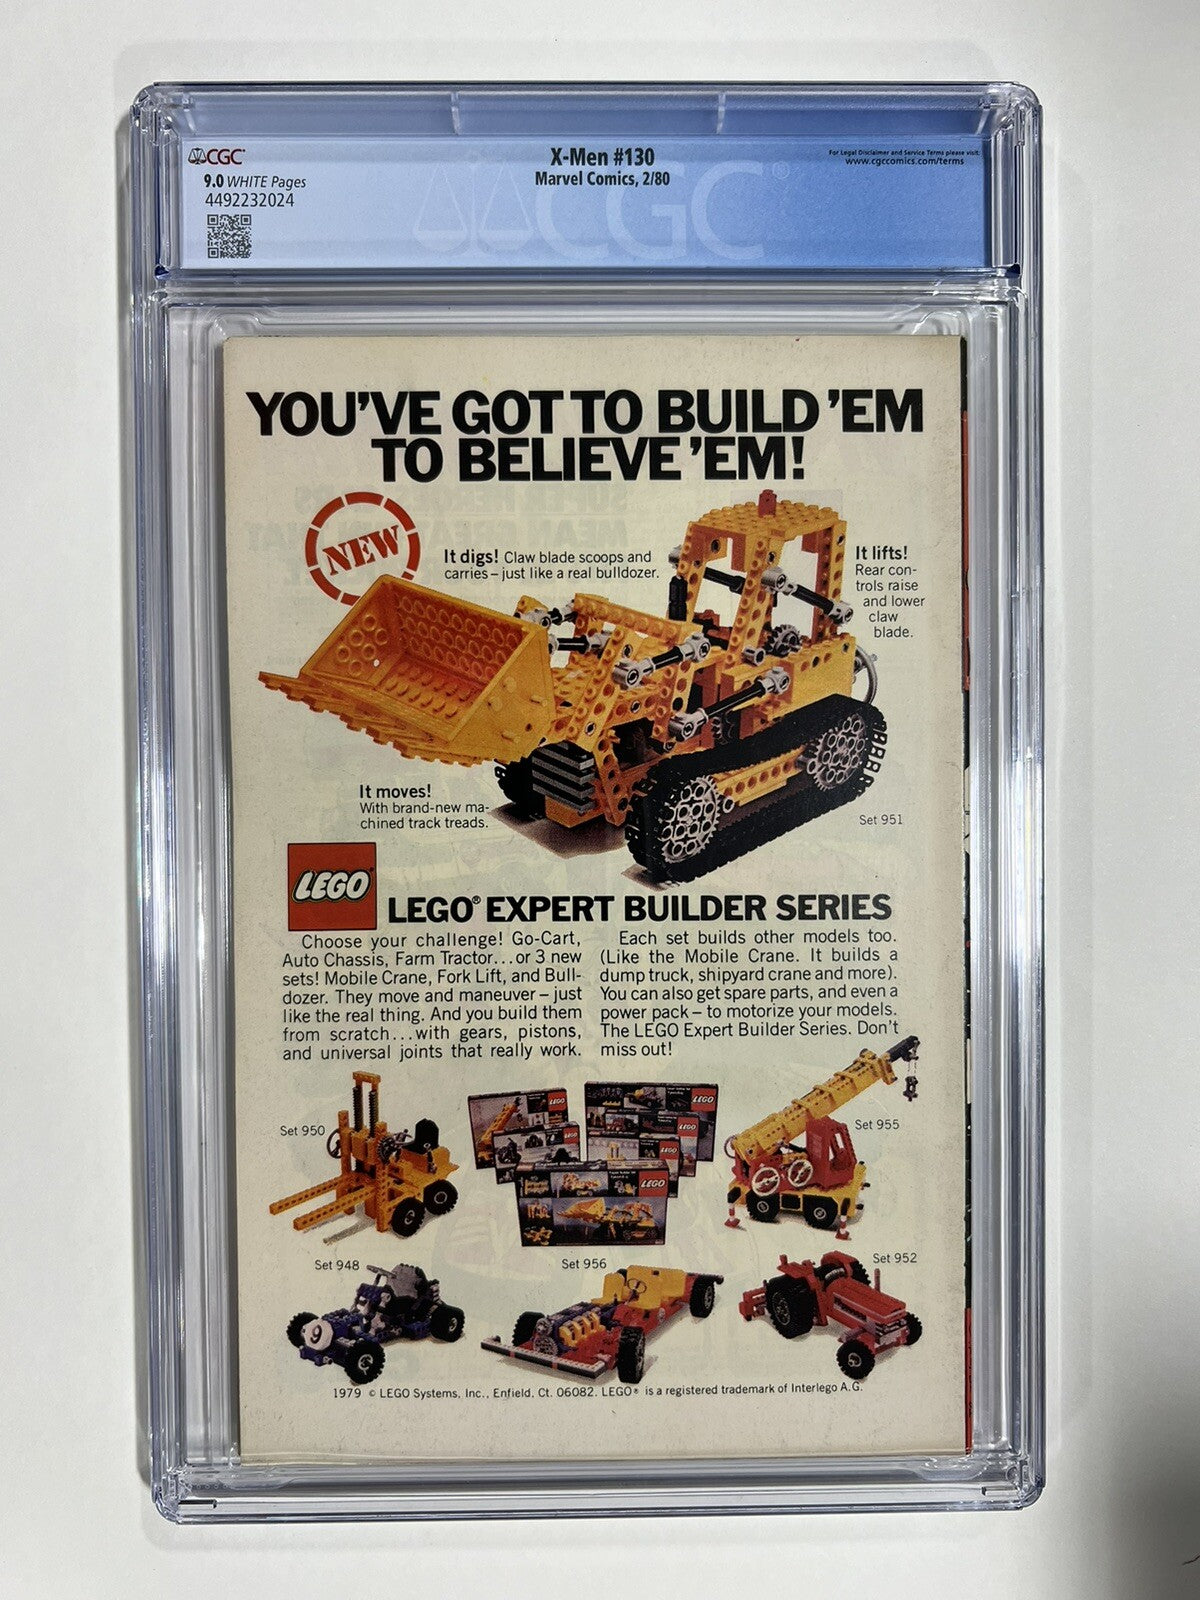 CGC
9.0 WHITE Pages
4492232024
X-Men #130
Marvel Comics, 2/80
For Legal Disclaimer and Service Terms please visit:
www.cgccomics.com/terms
CGC
YOU'VE GOT TO BUILD 'EM
TO BELIEVE 'EM!
NEW
It digs! Claw blade scoops and
carries – just like a real bulldozer.
It lifts!
Rear con-
trols raise
and lower
claw
blade.
It moves!
With brand-new ma-
chined track treads.
Set 951
LEGO
LEGO® EXPERT BUILDER SERIES
Choose your challenge! Go-Cart,
Auto Chassis, Farm Tractor...or 3 new
sets! Mobile Crane, Fork Lift, and Bull-
dozer. They move and maneuver – just
like the real thing. And you build them
from scratch...with gears, pistons,
and universal joints that really work.
Each set builds other models too.
(Like the Mobile Crane. It builds a
dump truck, shipyard crane and more).
You can also get spare parts, and even a
power pack – to motorize your models.
The LEGO Expert Builder Series. Don't
miss out!
Set 950
LEGO
LEGO
LEGO
LEGO
LEGO
Set 955
Set 948
Set 956
Set 952
9
1979 © LEGO Systems, Inc., Enfield, Ct. 06082. LEGO® is a registered trademark of Interlego A.G.